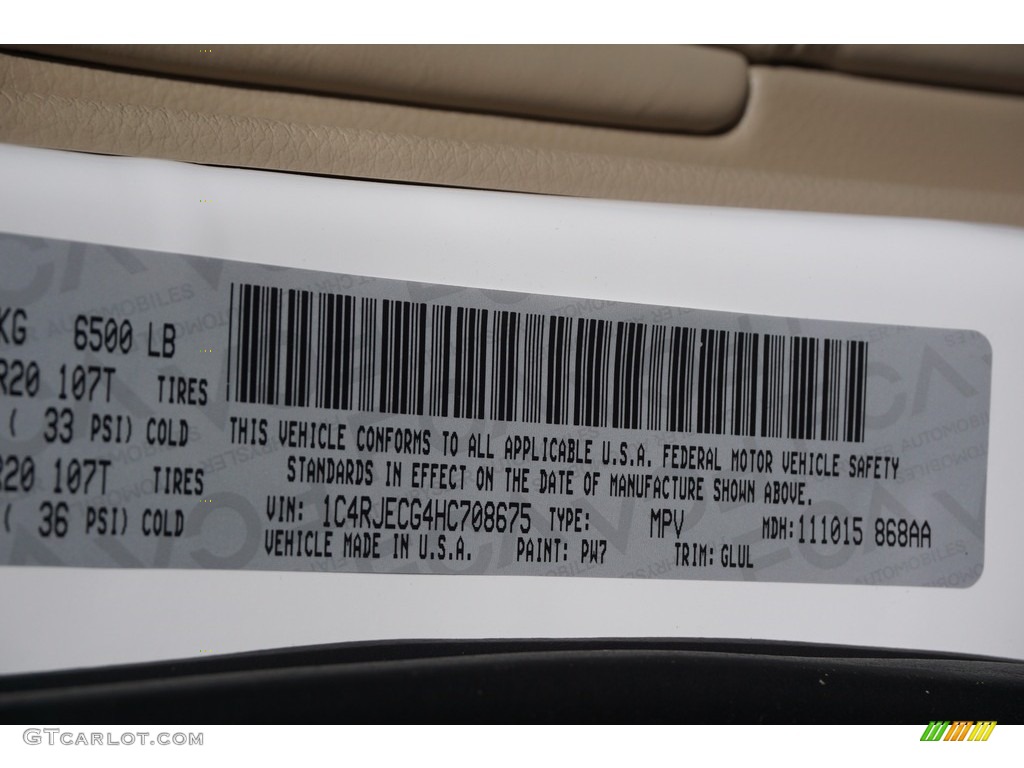 KG 6500 LB
R20 107T TIRES
( 33 PSI) COLD
R20 107T TIRES
( 36 PSI) COLD
THIS VEHICLE CONFORMS TO ALL APPLICABLE U.S.A. FEDERAL MOTOR VEHICLE SAFETY
STANDARDS IN EFFECT ON THE DATE OF MANUFACTURE SHOWN ABOVE.
VIN: 1C4RJECG4HC708675 TYPE: MPV MDH:111015 868AA
VEHICLE MADE IN U.S.A. PAINT: PW7 TRIM: GLUL
GTCarlot.com